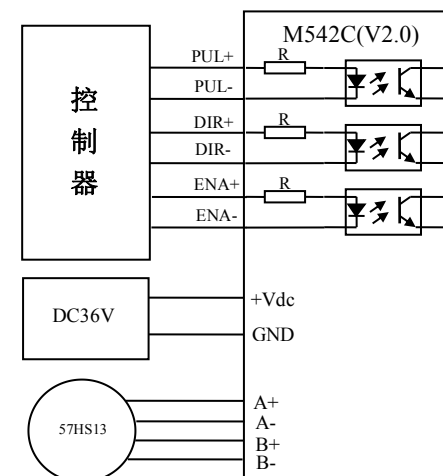 M542C(V2.0)
PUL+
R
PUL-
DIR+
R
DIR-
ENA+
R
ENA-
控
制
器
+Vdc
DC36V
GND
A+
A-
57HS13
B+
B-